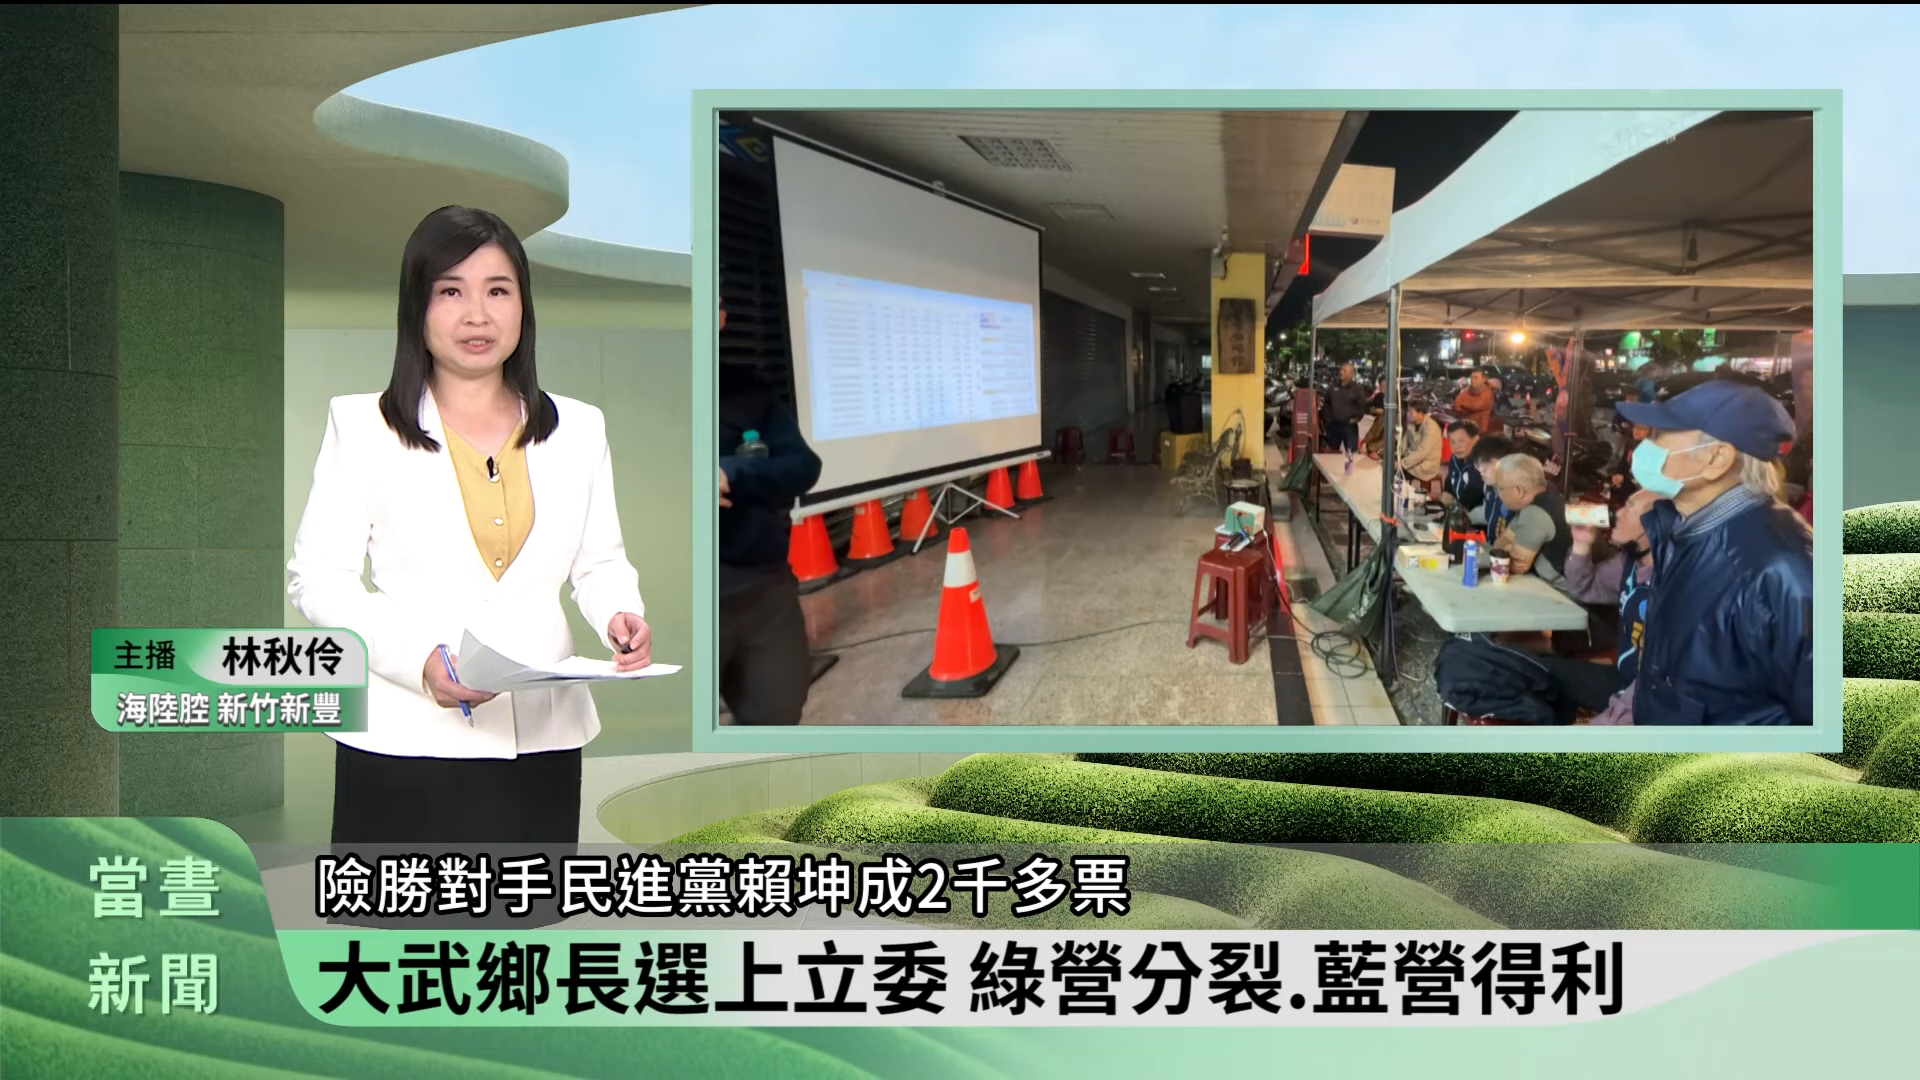 主播 林秋伶
海陸腔 新竹新豐
當晝
新聞
險勝對手民進黨賴坤成2千多票
大武鄉長選上立委 綠營分裂.藍營得利